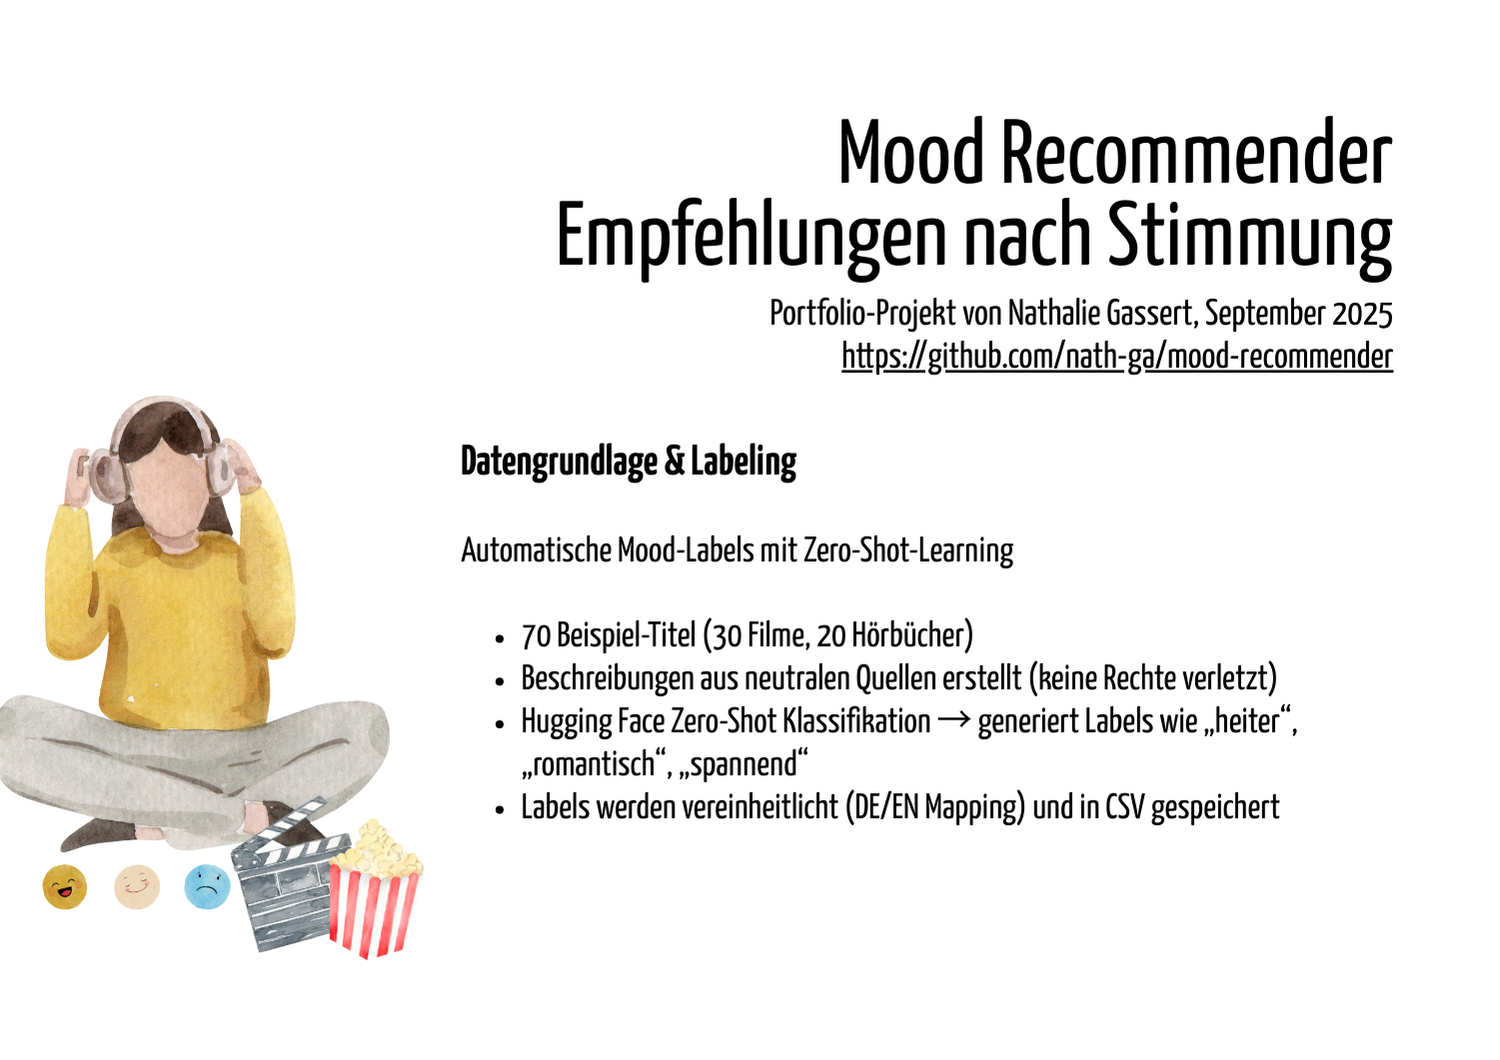 Mood Recommender
Empfehlungen nach Stimmung
Portfolio-Projekt von Nathalie Gassert, September 2025
https://github.com/nath-ga/mood-recommender
Datengrundlage & Labeling
Automatische Mood-Labels mit Zero-Shot-Learning
• 70 Beispiel-Titel (30 Filme, 20 Hörbücher)
• Beschreibungen aus neutralen Quellen erstellt (keine Rechte verletzt)
• Hugging Face Zero-Shot Klassifikation → generiert Labels wie „heiter“,
„romantisch“, „spannend“
• Labels werden vereinheitlicht (DE/EN Mapping) und in CSV gespeichert